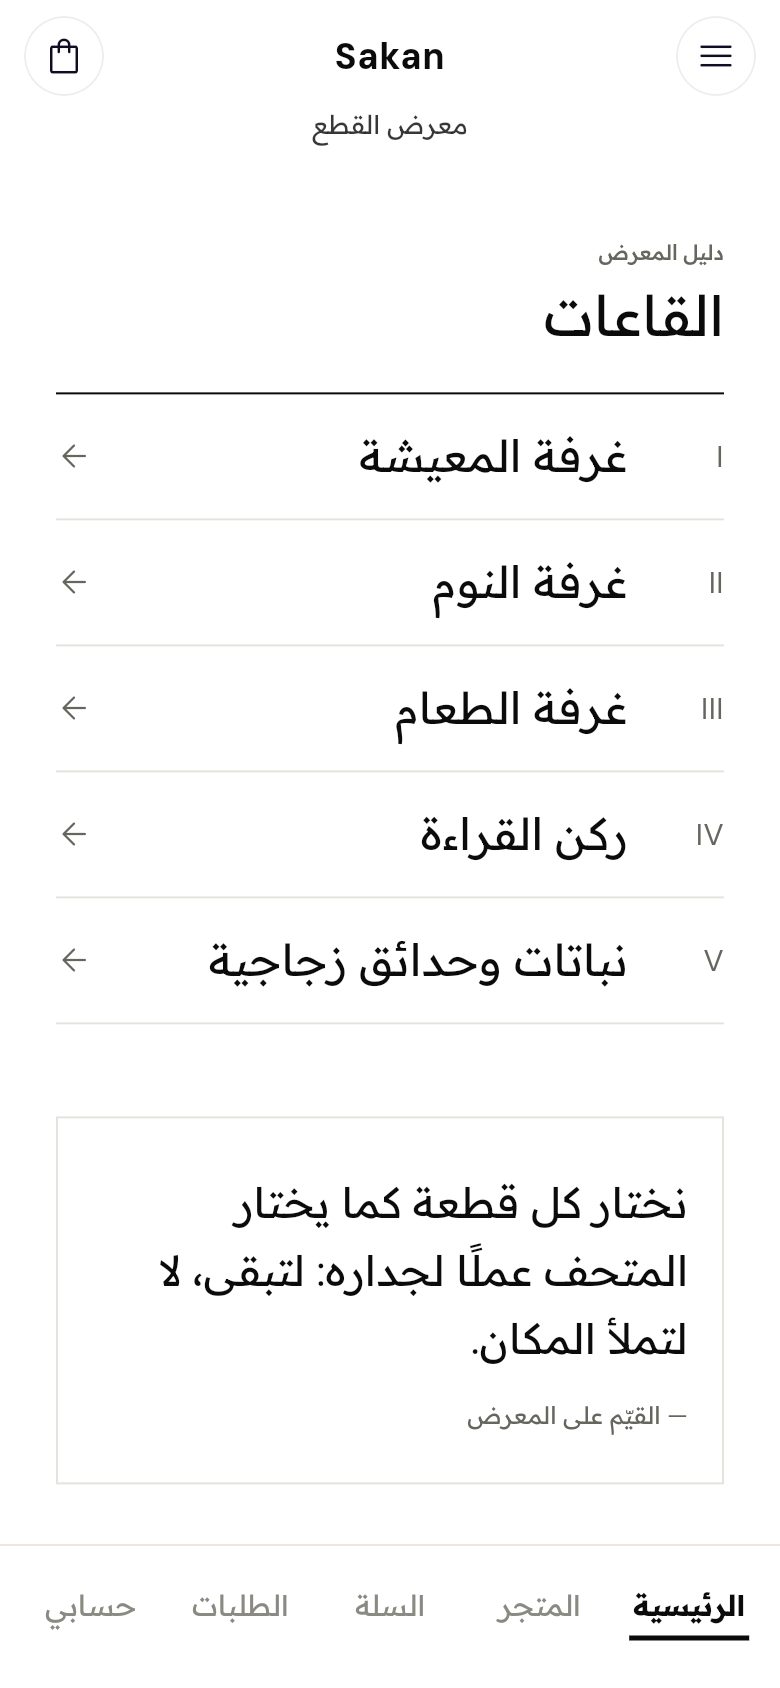 Sakan
معرض القطع
دليل المعرض
القاعات
I غرفة المعيشة
II غرفة النوم
III غرفة الطعام
IV ركن القراءة
V نباتات وحدائق زجاجية
نختار كل قطعة كما يختار
المتحف عملًا لجداره: لتبقى، لا
لتملأ المكان.
— القيّم على المعرض
الرئيسية المتجر السلة الطلبات حسابي